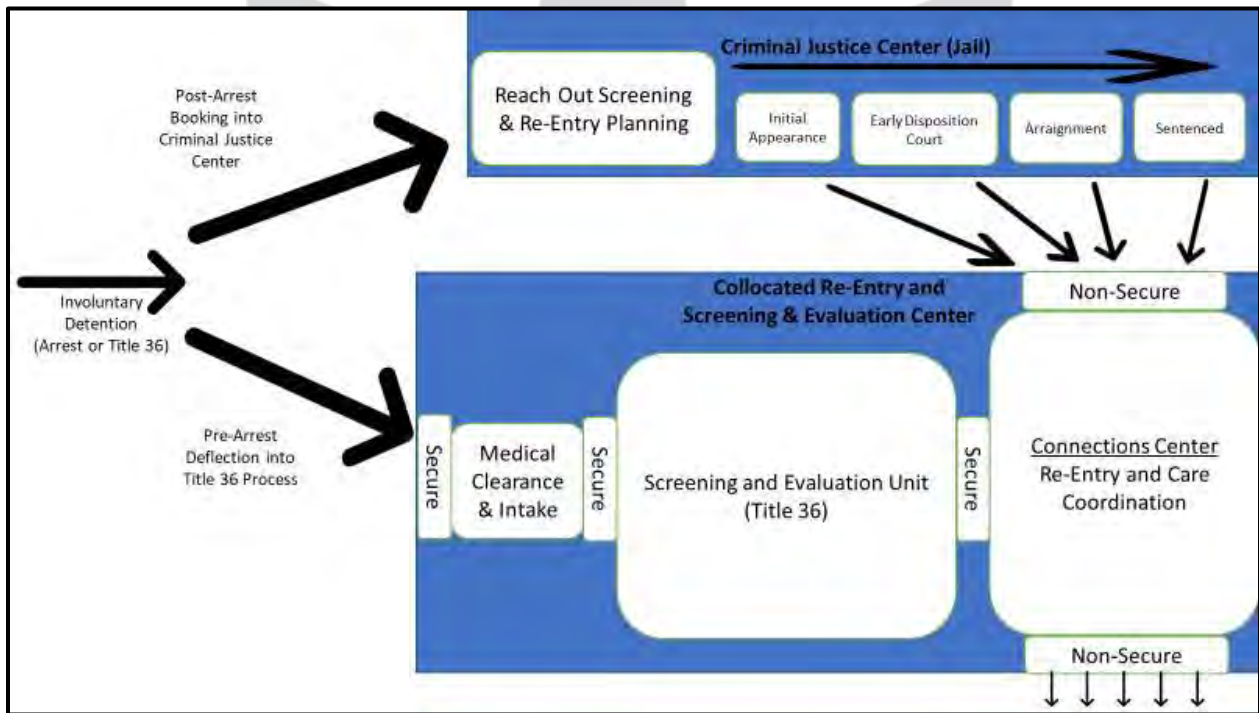 Criminal Justice Center (Jail)
Reach Out Screening
& Re-Entry Planning
Initial
Appearance
Early Disposition
Court
Arraignment
Sentenced
Post-Arrest
Booking into
Criminal Justice
Center
Involuntary
Detention
(Arrest or Title 36)
Pre-Arrest
Deflection into
Title 36 Process
Collocated Re-Entry and
Screening & Evaluation Center
Non-Secure
Secure
Medical
Clearance
& Intake
Secure
Screening and Evaluation Unit
(Title 36)
Secure
Connections Center
Re-Entry and Care
Coordination
Non-Secure